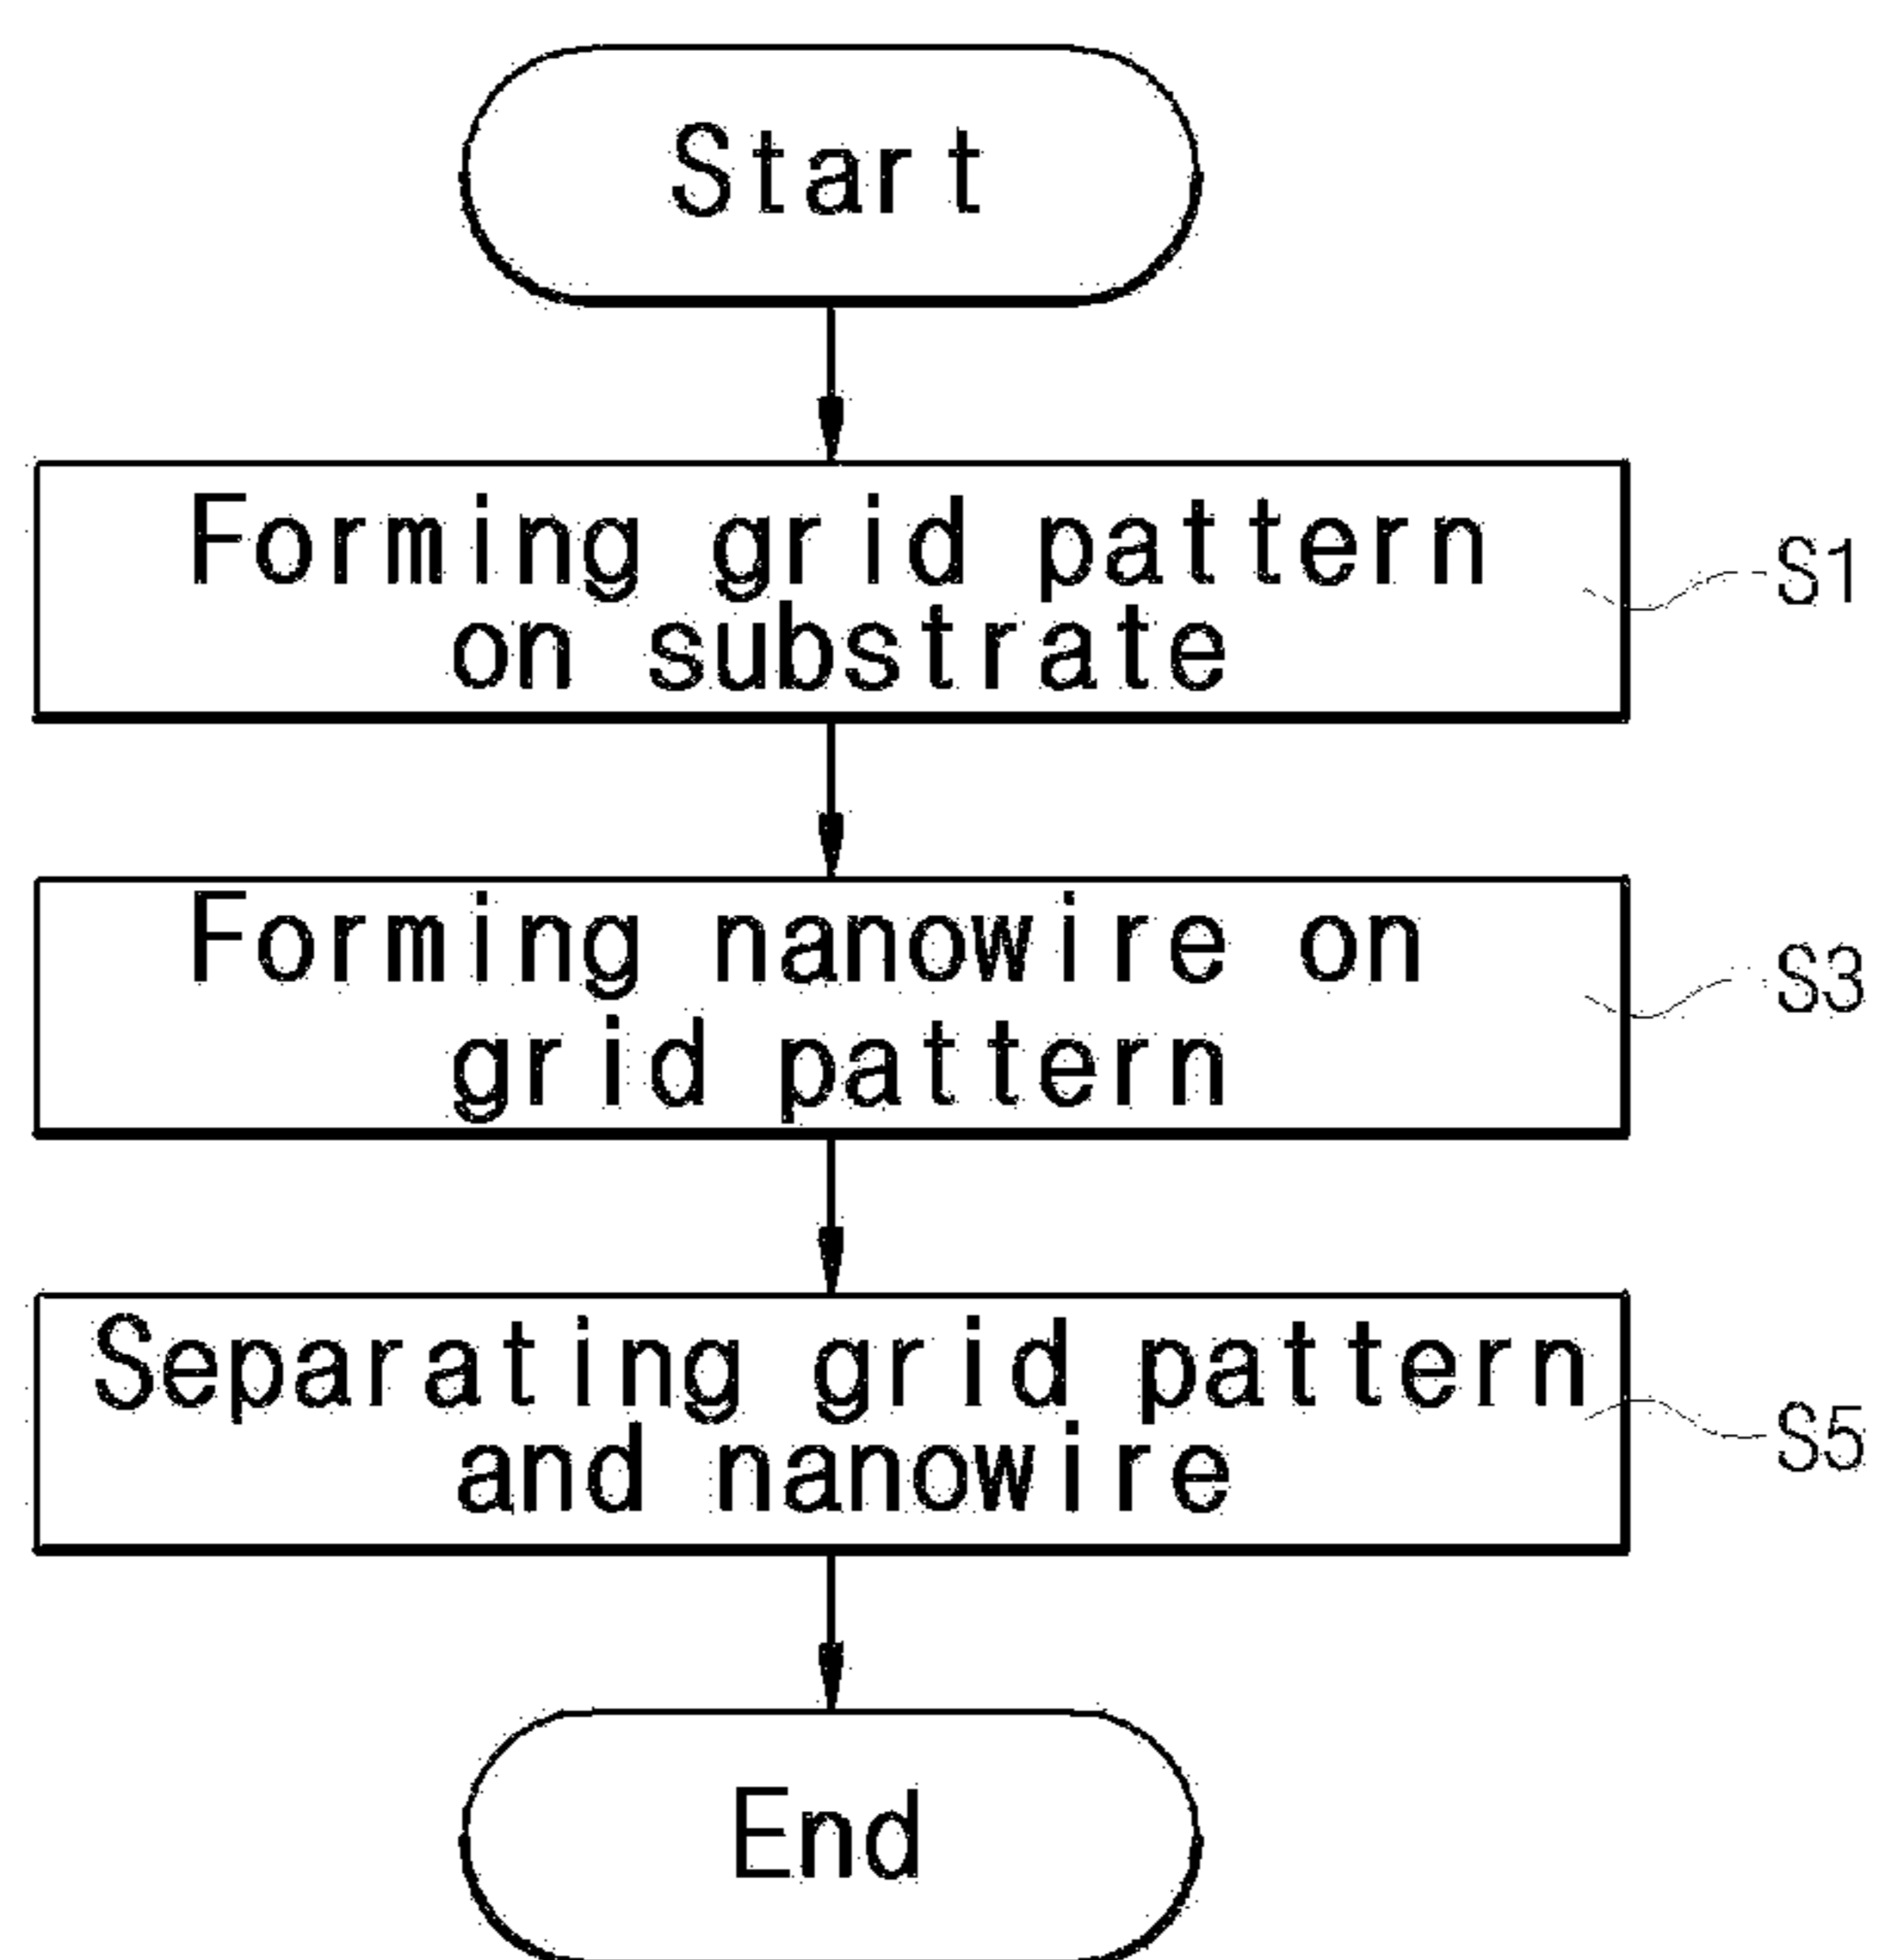 Start
Forming grid pattern
on substrate
S1
Forming nanowire on
grid pattern
S3
Separating grid pattern
and nanowire
S5
End